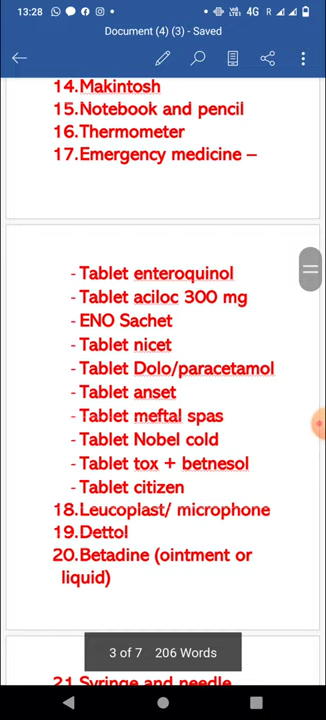 13:28
4G R
Document (4) (3) - Saved
14.Makintosh
15.Notebook and pencil
16.Thermometer
17.Emergency medicine –
- Tablet enteroquinol
- Tablet aciloc 300 mg
- ENO Sachet
- Tablet nicet
- Tablet Dolo/paracetamol
- Tablet anset
- Tablet meftal spas
- Tablet Nobel cold
- Tablet tox + betnesol
- Tablet citizen
18.Leucoplast/ microphone
19.Dettol
20.Betadine (ointment or
liquid)
3 of 7 206 Words
21.Syringe and needle